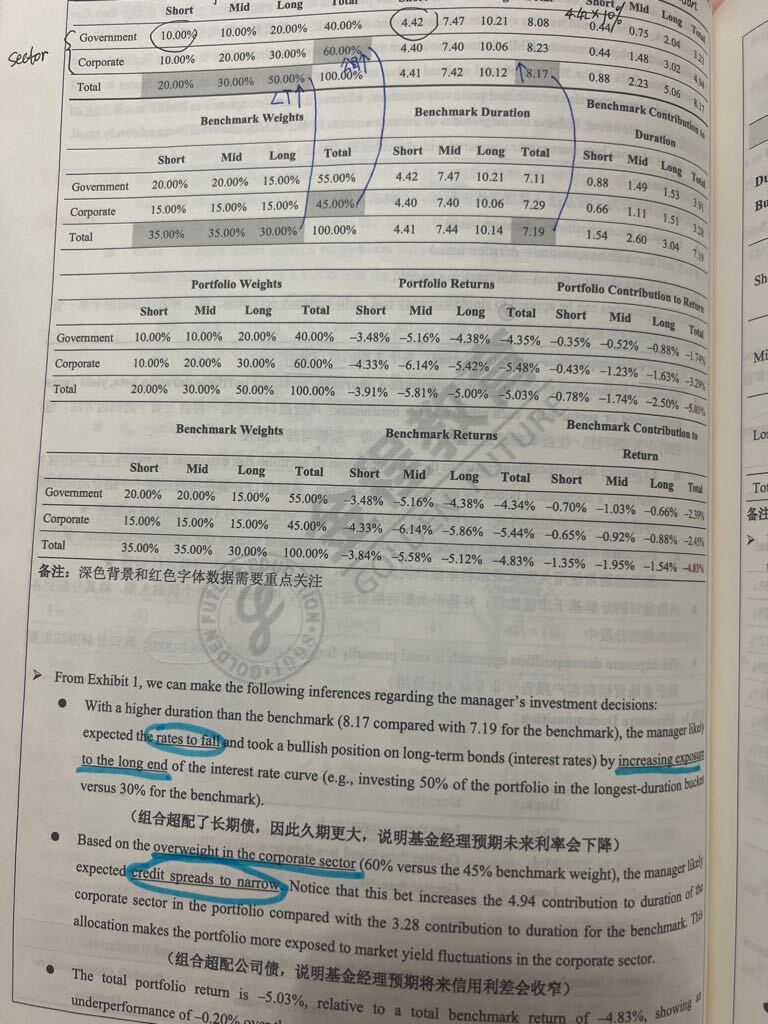 Short Mid Long Total Short 4.42×10% Mid Long Total
Government 10.00% 10.00% 20.00% 40.00% 4.42 7.47 10.21 8.08 0.44 0.75 2.04 3.23
sector
Corporate 10.00% 20.00% 30.00% 60.00% 4.40 7.40 10.06 8.23 0.44 1.48 3.02 4.94
Total 20.00% 30.00% 50.00% 100.00% 4.41 7.42 10.12 8.17 0.88 2.23 5.06 8.17
LT↑
Benchmark Weights Benchmark Duration Benchmark Contribution to
Duration
Short Mid Long Total Short Mid Long Total Short Mid Long Total
Government 20.00% 20.00% 15.00% 55.00% 4.42 7.47 10.21 7.11 0.88 1.49 1.53 3.91
Corporate 15.00% 15.00% 15.00% 45.00% 4.40 7.40 10.06 7.29 0.66 1.11 1.51 3.28
Total 35.00% 35.00% 30.00% 100.00% 4.41 7.44 10.14 7.19 1.54 2.60 3.04 7.19
Portfolio Weights Portfolio Returns Portfolio Contribution to Return
Short Mid Long Total Short Mid Long Total Short Mid Long Total
Government 10.00% 10.00% 20.00% 40.00% −3.48% −5.16% −4.38% −4.35% −0.35% −0.52% −0.88% −1.74%
Corporate 10.00% 20.00% 30.00% 60.00% −4.33% −6.14% −5.42% −5.48% −0.43% −1.23% −1.63% −3.29%
Total 20.00% 30.00% 50.00% 100.00% −3.91% −5.81% −5.00% −5.03% −0.78% −1.74% −2.50% −5.03%
Benchmark Weights Benchmark Returns Benchmark Contribution to
Return
Short Mid Long Total Short Mid Long Total Short Mid Long Total
Government 20.00% 20.00% 15.00% 55.00% −3.48% −5.16% −4.38% −4.34% −0.70% −1.03% −0.66% −2.39%
Corporate 15.00% 15.00% 15.00% 45.00% −4.33% −6.14% −5.86% −5.44% −0.65% −0.92% −0.88% −2.45%
Total 35.00% 35.00% 30.00% 100.00% −3.84% −5.58% −5.12% −4.83% −1.35% −1.95% −1.54% −4.83%
备注：深色背景和红色字体数据需要重点关注
From Exhibit 1, we can make the following inferences regarding the manager's investment decisions:
With a higher duration than the benchmark (8.17 compared with 7.19 for the benchmark), the manager likely
expected the rates to fall and took a bullish position on long-term bonds (interest rates) by increasing exposure
to the long end of the interest rate curve (e.g., investing 50% of the portfolio in the longest-duration bucket
versus 30% for the benchmark).
（组合超配了长期债，因此久期更大，说明基金经理预期未来利率会下降）
Based on the overweight in the corporate sector (60% versus the 45% benchmark weight), the manager likely
expected credit spreads to narrow. Notice that this bet increases the 4.94 contribution to duration of the
corporate sector in the portfolio compared with the 3.28 contribution to duration for the benchmark. This
allocation makes the portfolio more exposed to market yield fluctuations in the corporate sector.
（组合超配公司债，说明基金经理预期将来信用利差会收窄）
The total portfolio return is −5.03%, relative to a total benchmark return of −4.83%, showing an
underperformance of −0.20%